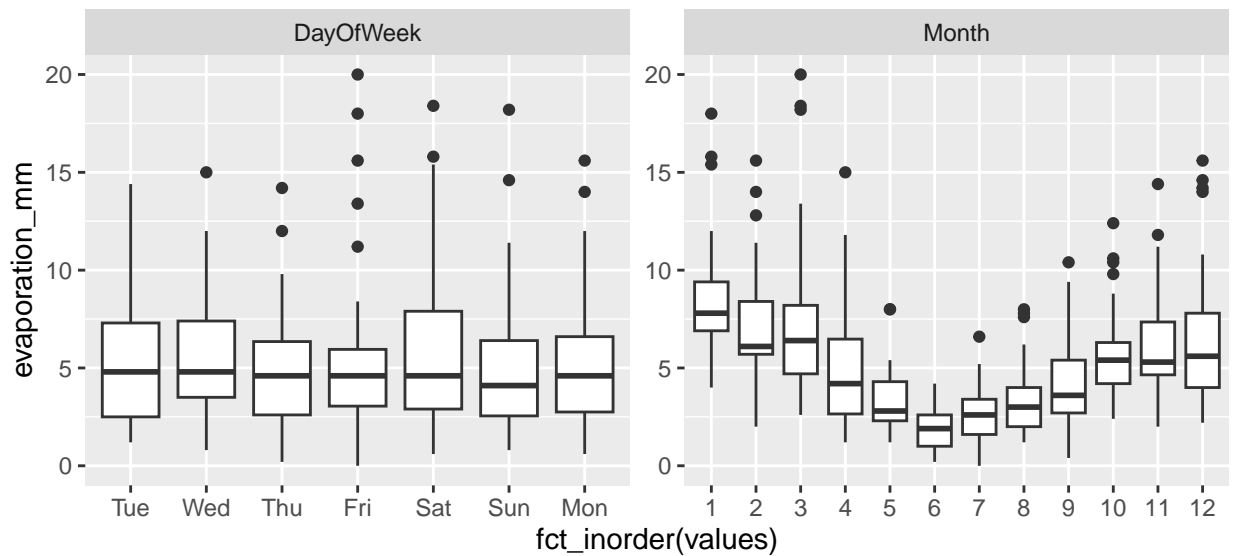 DayOfWeek Month
20 20
15 15
10 10
5 5
0 0
evaporation_mm
Tue Wed Thu Fri Sat Sun Mon 1 2 3 4 5 6 7 8 9 10 11 12
fct_inorder(values)